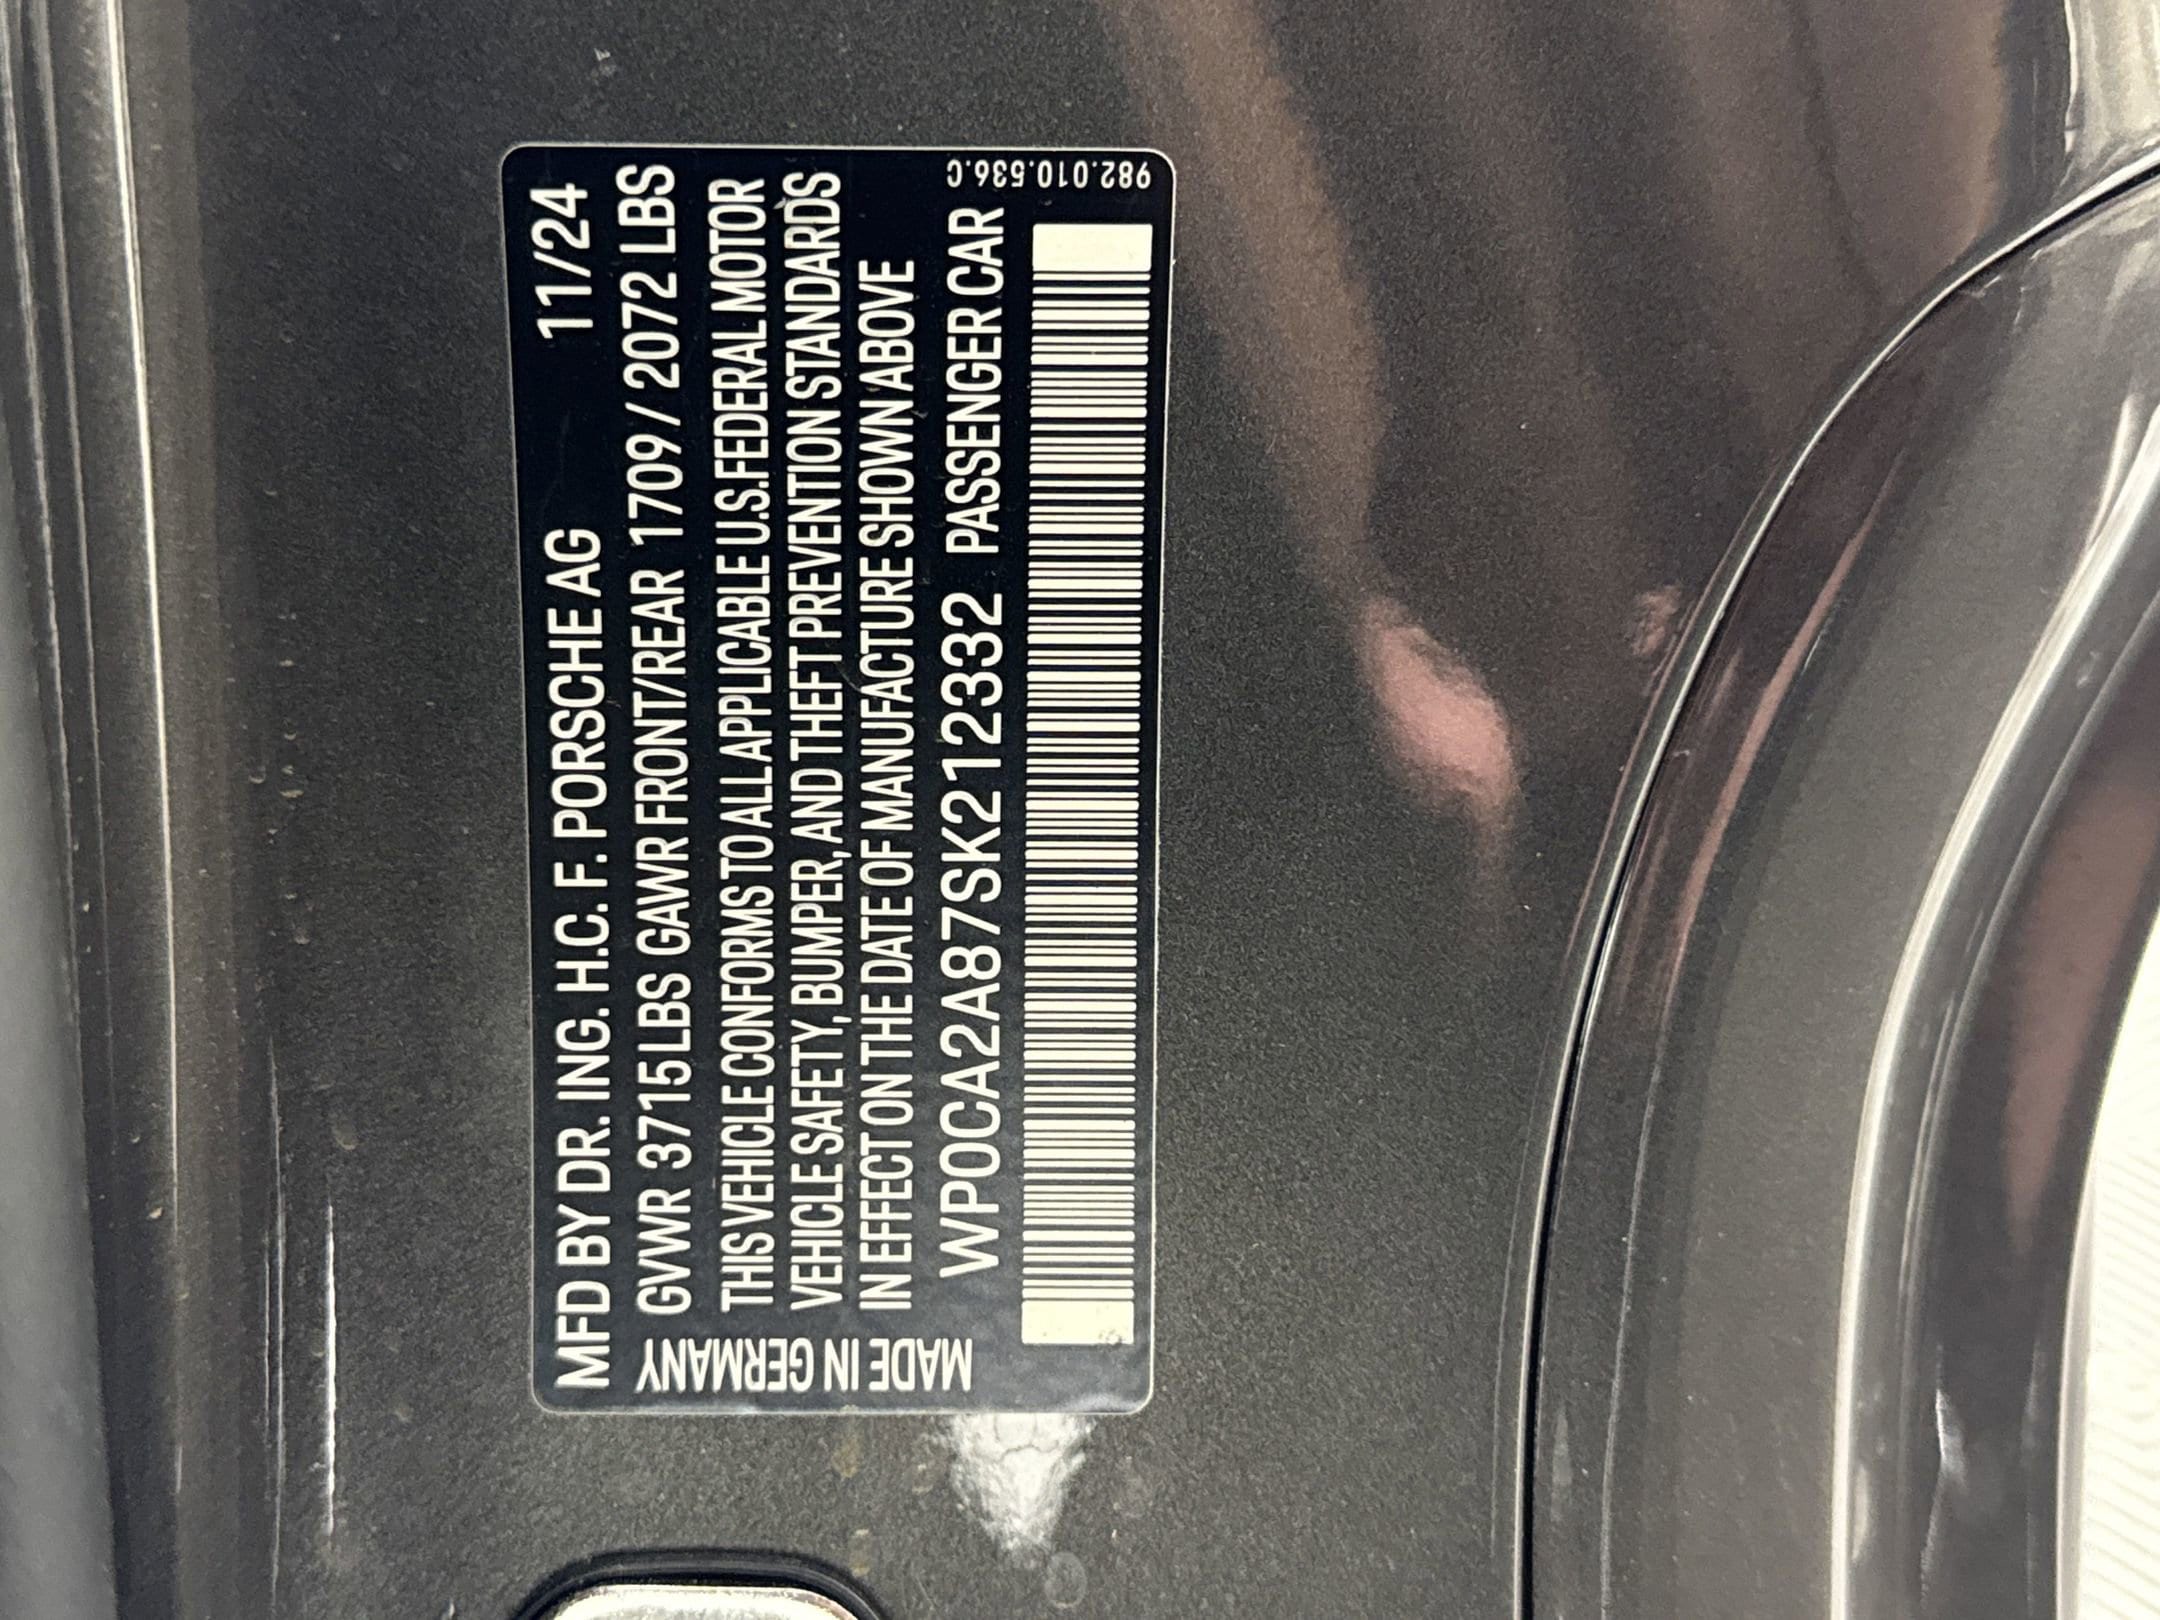 MFD BY DR. ING. H.C. F. PORSCHE AG 11/24
GVWR 3715 LBS GAWR FRONT/REAR 1709 / 2072 LBS
THIS VEHICLE CONFORMS TO ALL APPLICABLE U.S. FEDERAL MOTOR
VEHICLE SAFETY, BUMPER, AND THEFT PREVENTION STANDARDS
IN EFFECT ON THE DATE OF MANUFACTURE SHOWN ABOVE
WP0CA2A87SK212332 PASSENGER CAR
MADE IN GERMANY
982.010.536.C